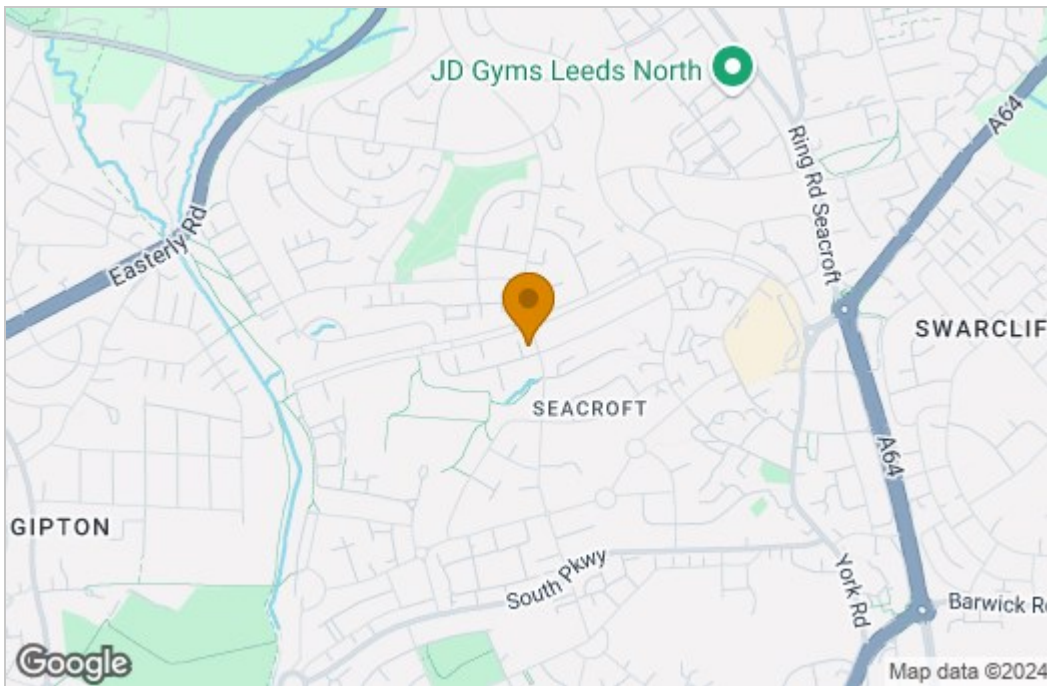 JD Gyms Leeds North
A64
Ring Rd Seacroft
Easterly Rd
SWARCLIF
SEACROFT
A64
GIPTON
South Pkwy
York Rd
Barwick Rd
Google
Map data ©2024